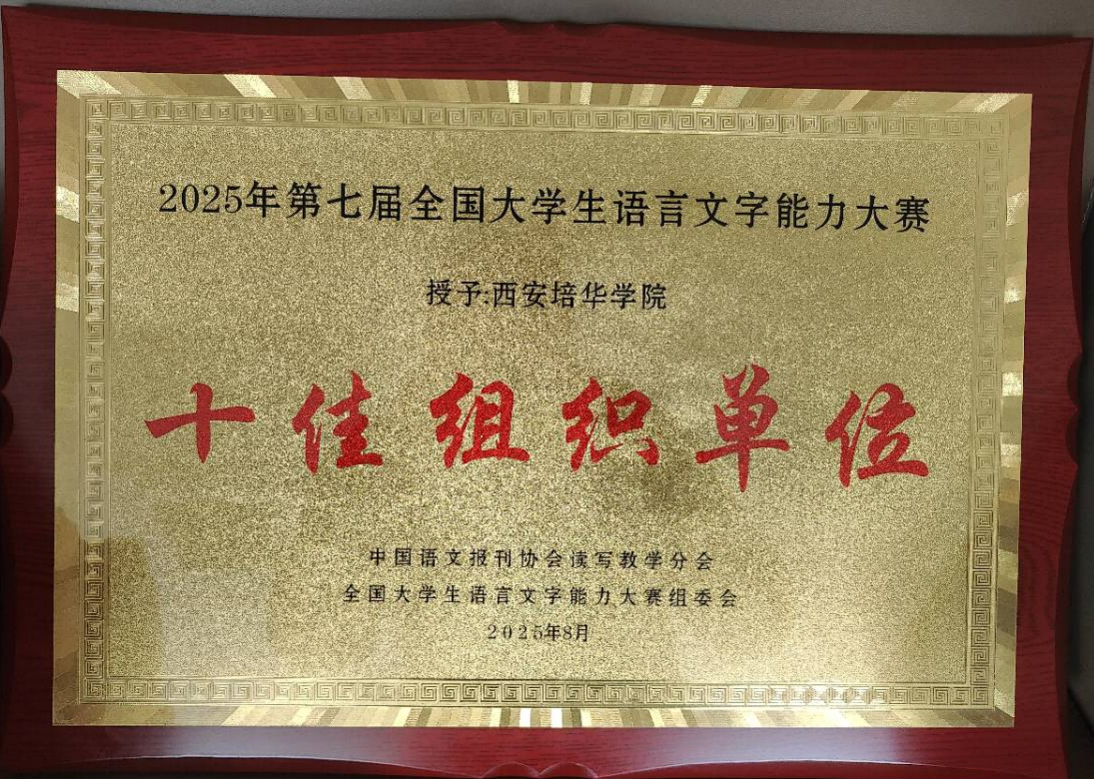 2025年第七届全国大学生语言文字能力大赛
授予:西安培华学院
十佳组织单位
中国语文报刊协会读写教学分会
全国大学生语言文字能力大赛组委会
2025年8月